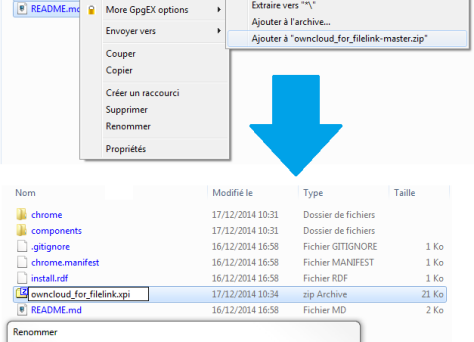 Extraire vers "*\"
README.md
More GpgEX options
Ajouter à l'archive...
Envoyer vers
Ajouter à "owncloud_for_filelink-master.zip"
Couper
Copier
Créer un raccourci
Supprimer
Renommer
Propriétés
Nom Modifié le Type Taille
chrome 17/12/2014 10:31 Dossier de fichiers
components 17/12/2014 10:31 Dossier de fichiers
.gitignore 16/12/2014 16:58 Fichier GITIGNORE 1 Ko
chrome.manifest 16/12/2014 16:58 Fichier MANIFEST 1 Ko
install.rdf 16/12/2014 16:58 Fichier RDF 1 Ko
owncloud_for_filelink.xpi 17/12/2014 10:34 zip Archive 21 Ko
README.md 16/12/2014 16:58 Fichier MD 2 Ko
Renommer